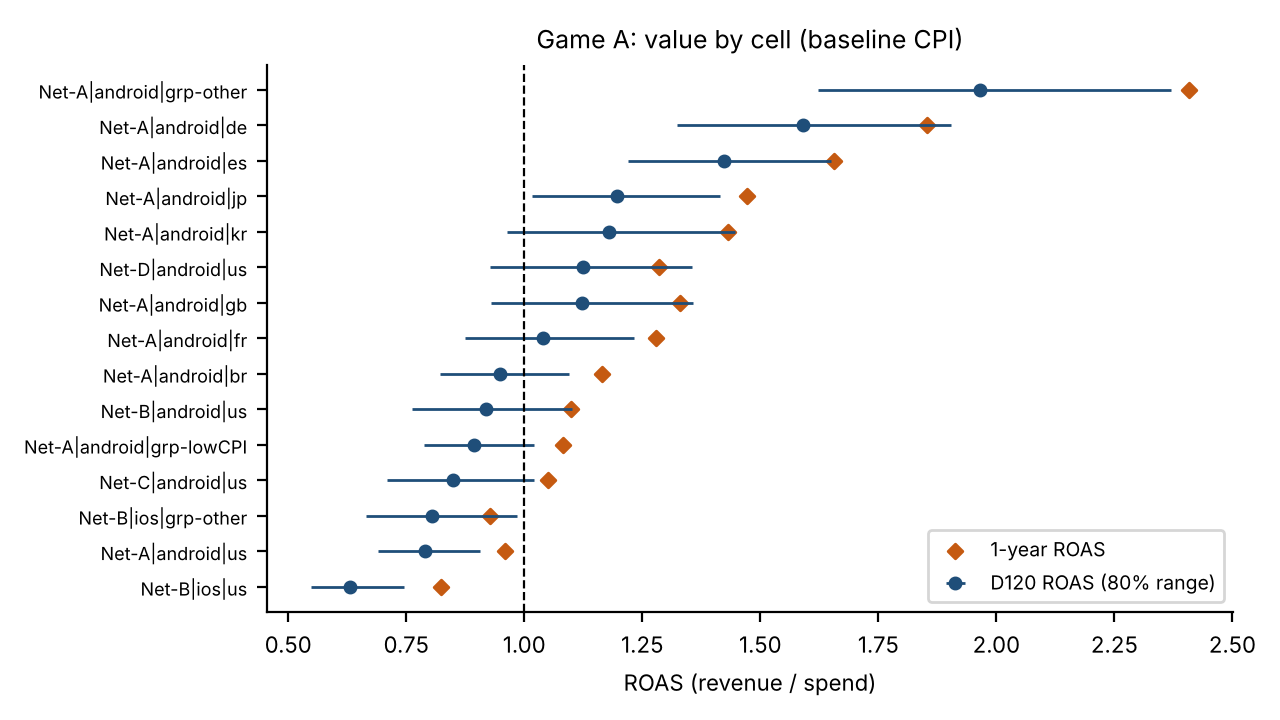 Game A: value by cell (baseline CPI)
Net-A|android|grp-other
Net-A|android|de
Net-A|android|es
Net-A|android|jp
Net-A|android|kr
Net-D|android|us
Net-A|android|gb
Net-A|android|fr
Net-A|android|br
Net-B|android|us
Net-A|android|grp-lowCPI
Net-C|android|us
Net-B|ios|grp-other
Net-A|android|us
Net-B|ios|us
1-year ROAS
D120 ROAS (80% range)
0.50 0.75 1.00 1.25 1.50 1.75 2.00 2.25 2.50
ROAS (revenue / spend)